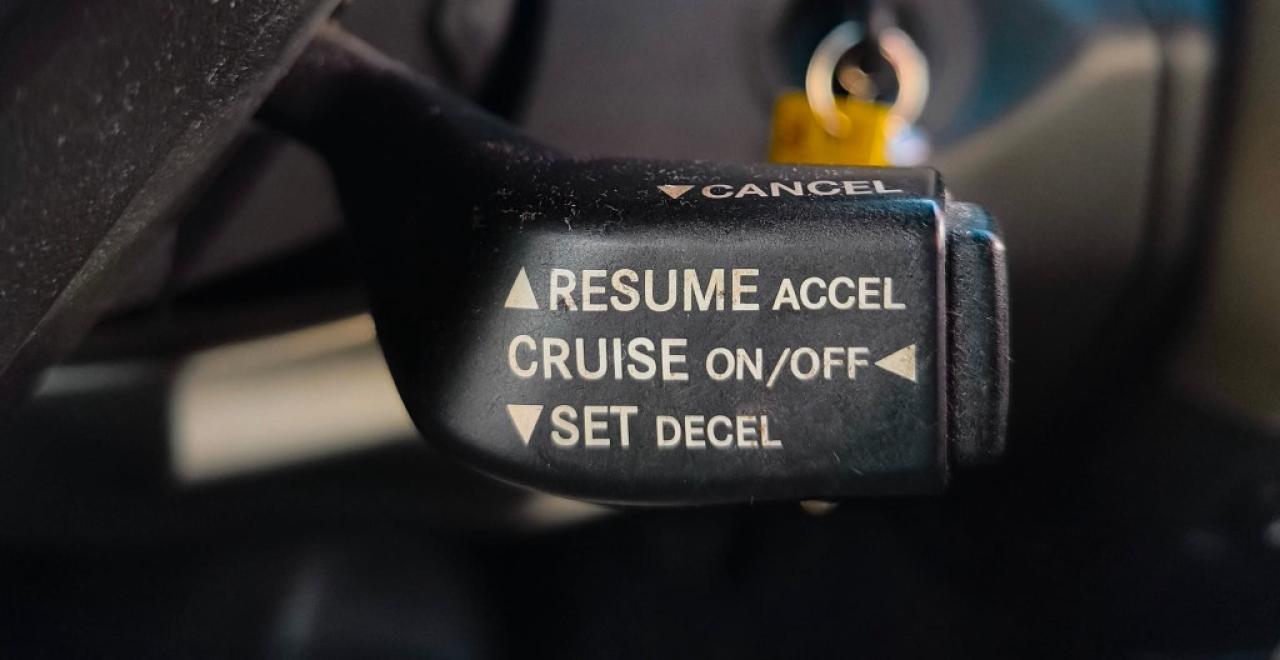 ▼CANCEL
▲RESUME ACCEL
CRUISE ON/OFF◀
▼SET DECEL